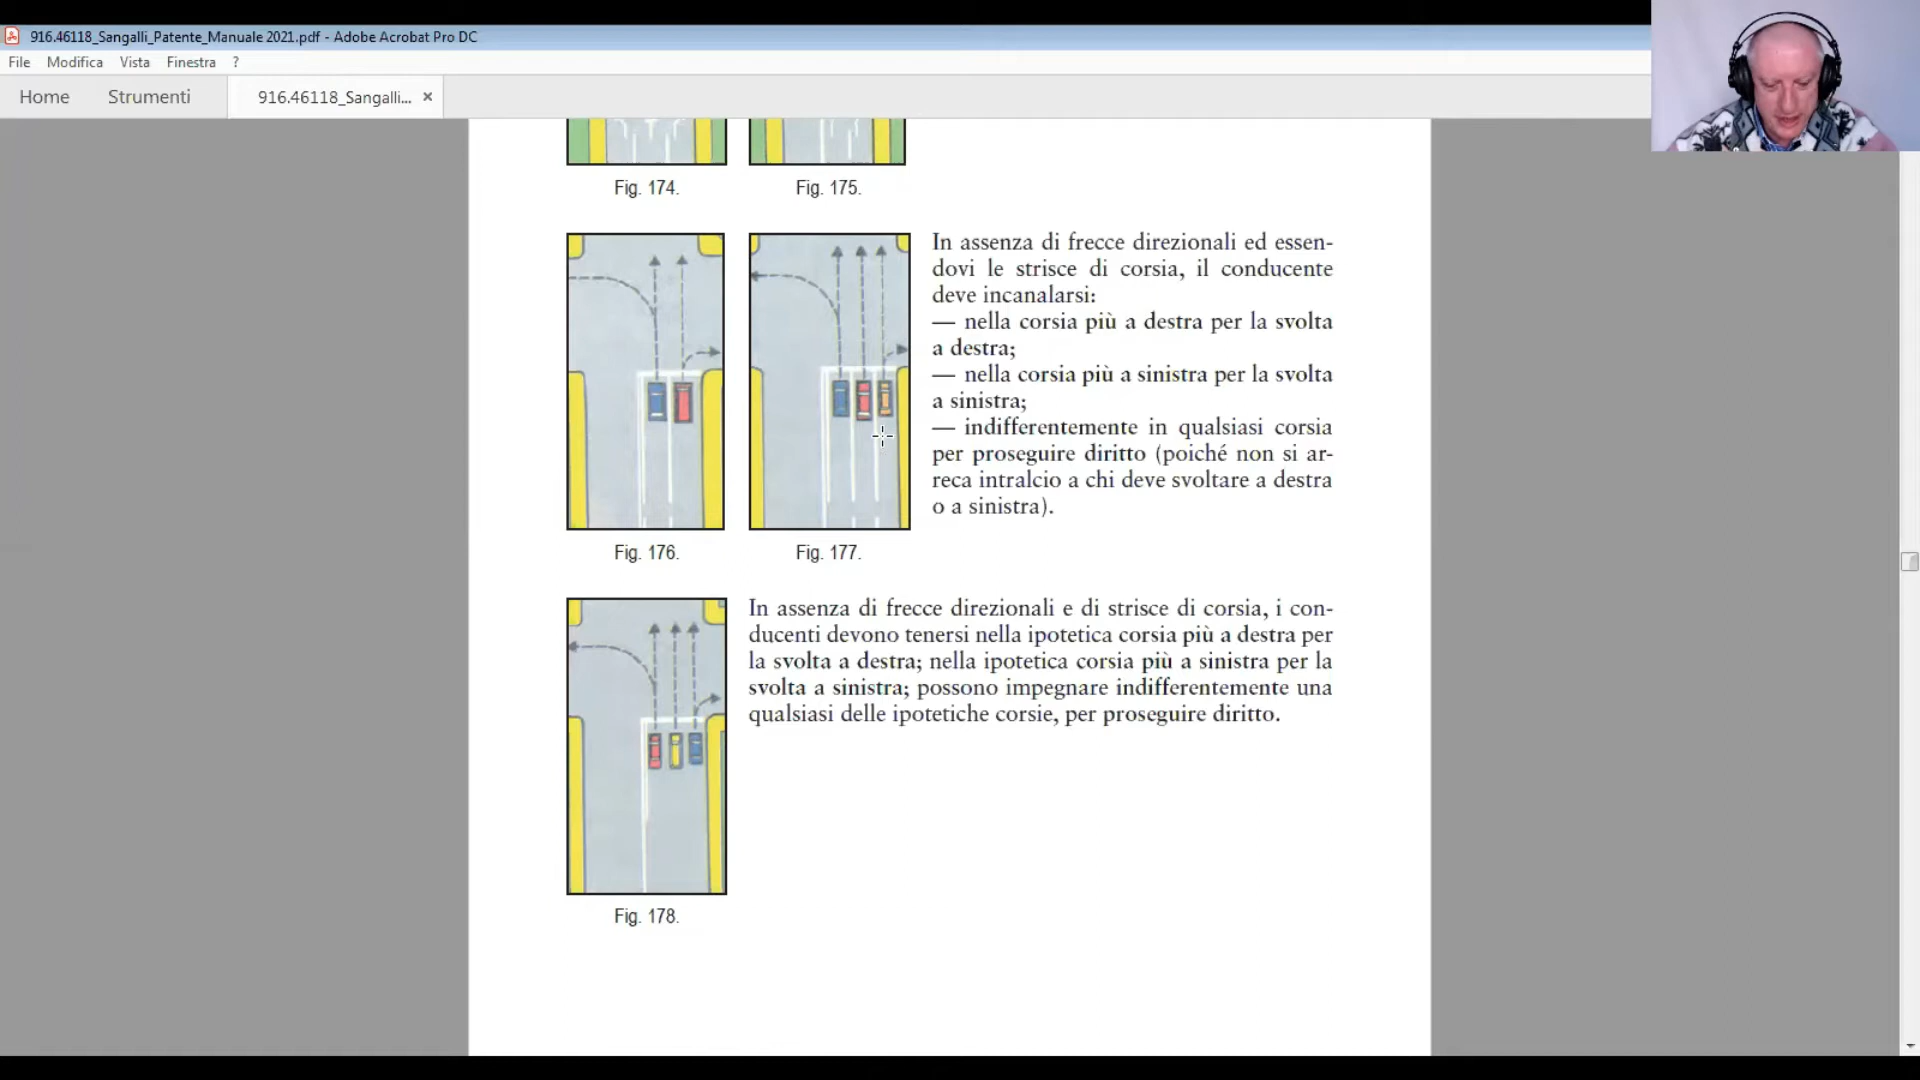 916.46118_Sangalli_Patente_Manuale 2021.pdf - Adobe Acrobat Pro DC
File Modifica Vista Finestra ?
Home Strumenti 916.46118_Sangalli... ×
Fig. 174. Fig. 175.
In assenza di frecce direzionali ed essen-
dovi le strisce di corsia, il conducente
deve incanalarsi:
— nella corsia più a destra per la svolta
a destra;
— nella corsia più a sinistra per la svolta
a sinistra;
— indifferentemente in qualsiasi corsia
per proseguire diritto (poiché non si ar-
reca intralcio a chi deve svoltare a destra
o a sinistra).
Fig. 176. Fig. 177.
In assenza di frecce direzionali e di strisce di corsia, i con-
ducenti devono tenersi nella ipotetica corsia più a destra per
la svolta a destra; nella ipotetica corsia più a sinistra per la
svolta a sinistra; possono impegnare indifferentemente una
qualsiasi delle ipotetiche corsie, per proseguire diritto.
Fig. 178.